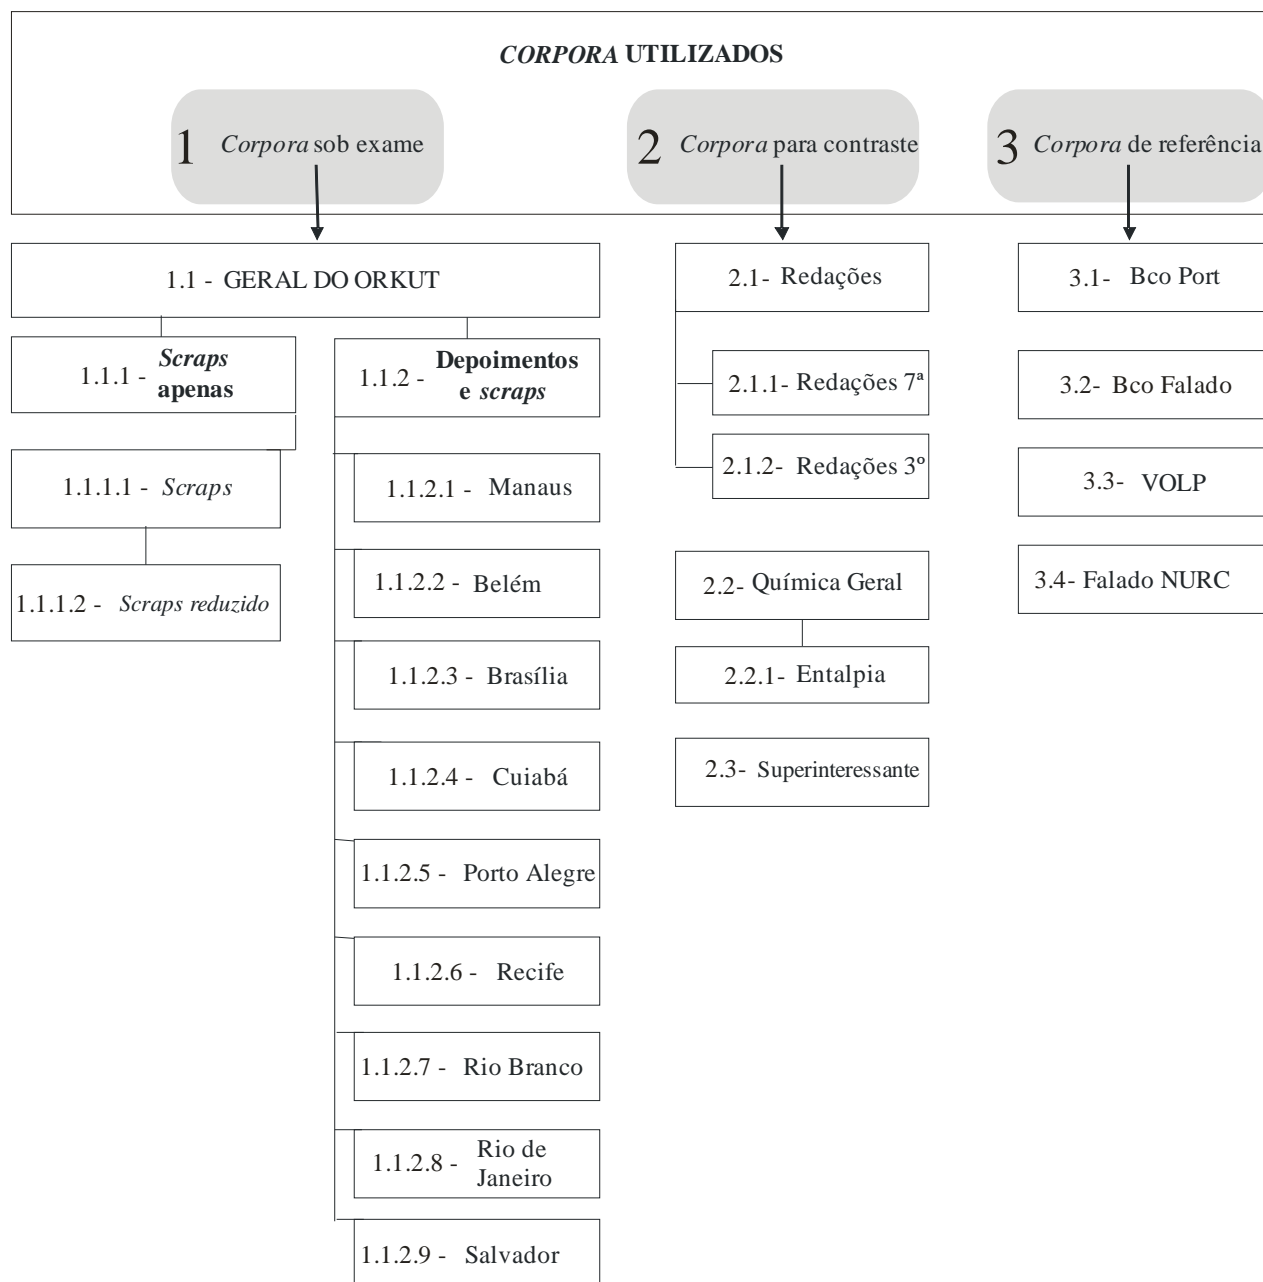 CORPORA UTILIZADOS
1 Corpora sob exame
2 Corpora para contraste
3 Corpora de referência
1.1 - GERAL DO ORKUT
1.1.1 - Scraps
apenas
1.1.1.1 - Scraps
1.1.1.2 - Scraps reduzido
1.1.2 - Depoimentos
e scraps
1.1.2.1 - Manaus
1.1.2.2 - Belém
1.1.2.3 - Brasília
1.1.2.4 - Cuiabá
1.1.2.5 - Porto Alegre
1.1.2.6 - Recife
1.1.2.7 - Rio Branco
1.1.2.8 - Rio de
Janeiro
1.1.2.9 - Salvador
2.1- Redações
2.1.1- Redações 7ª
2.1.2- Redações 3º
2.2- Química Geral
2.2.1- Entalpia
2.3- Superinteressante
3.1- Bco Port
3.2- Bco Falado
3.3- VOLP
3.4- Falado NURC